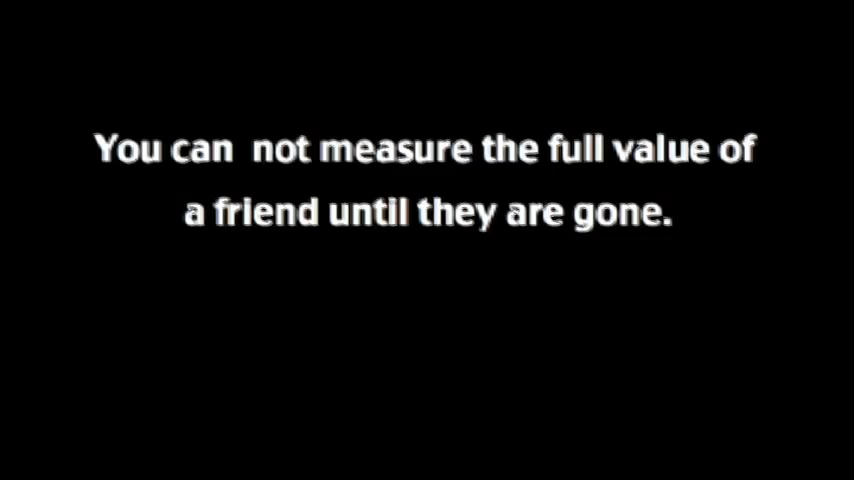 You can  not measure the full value of
a friend until they are gone.